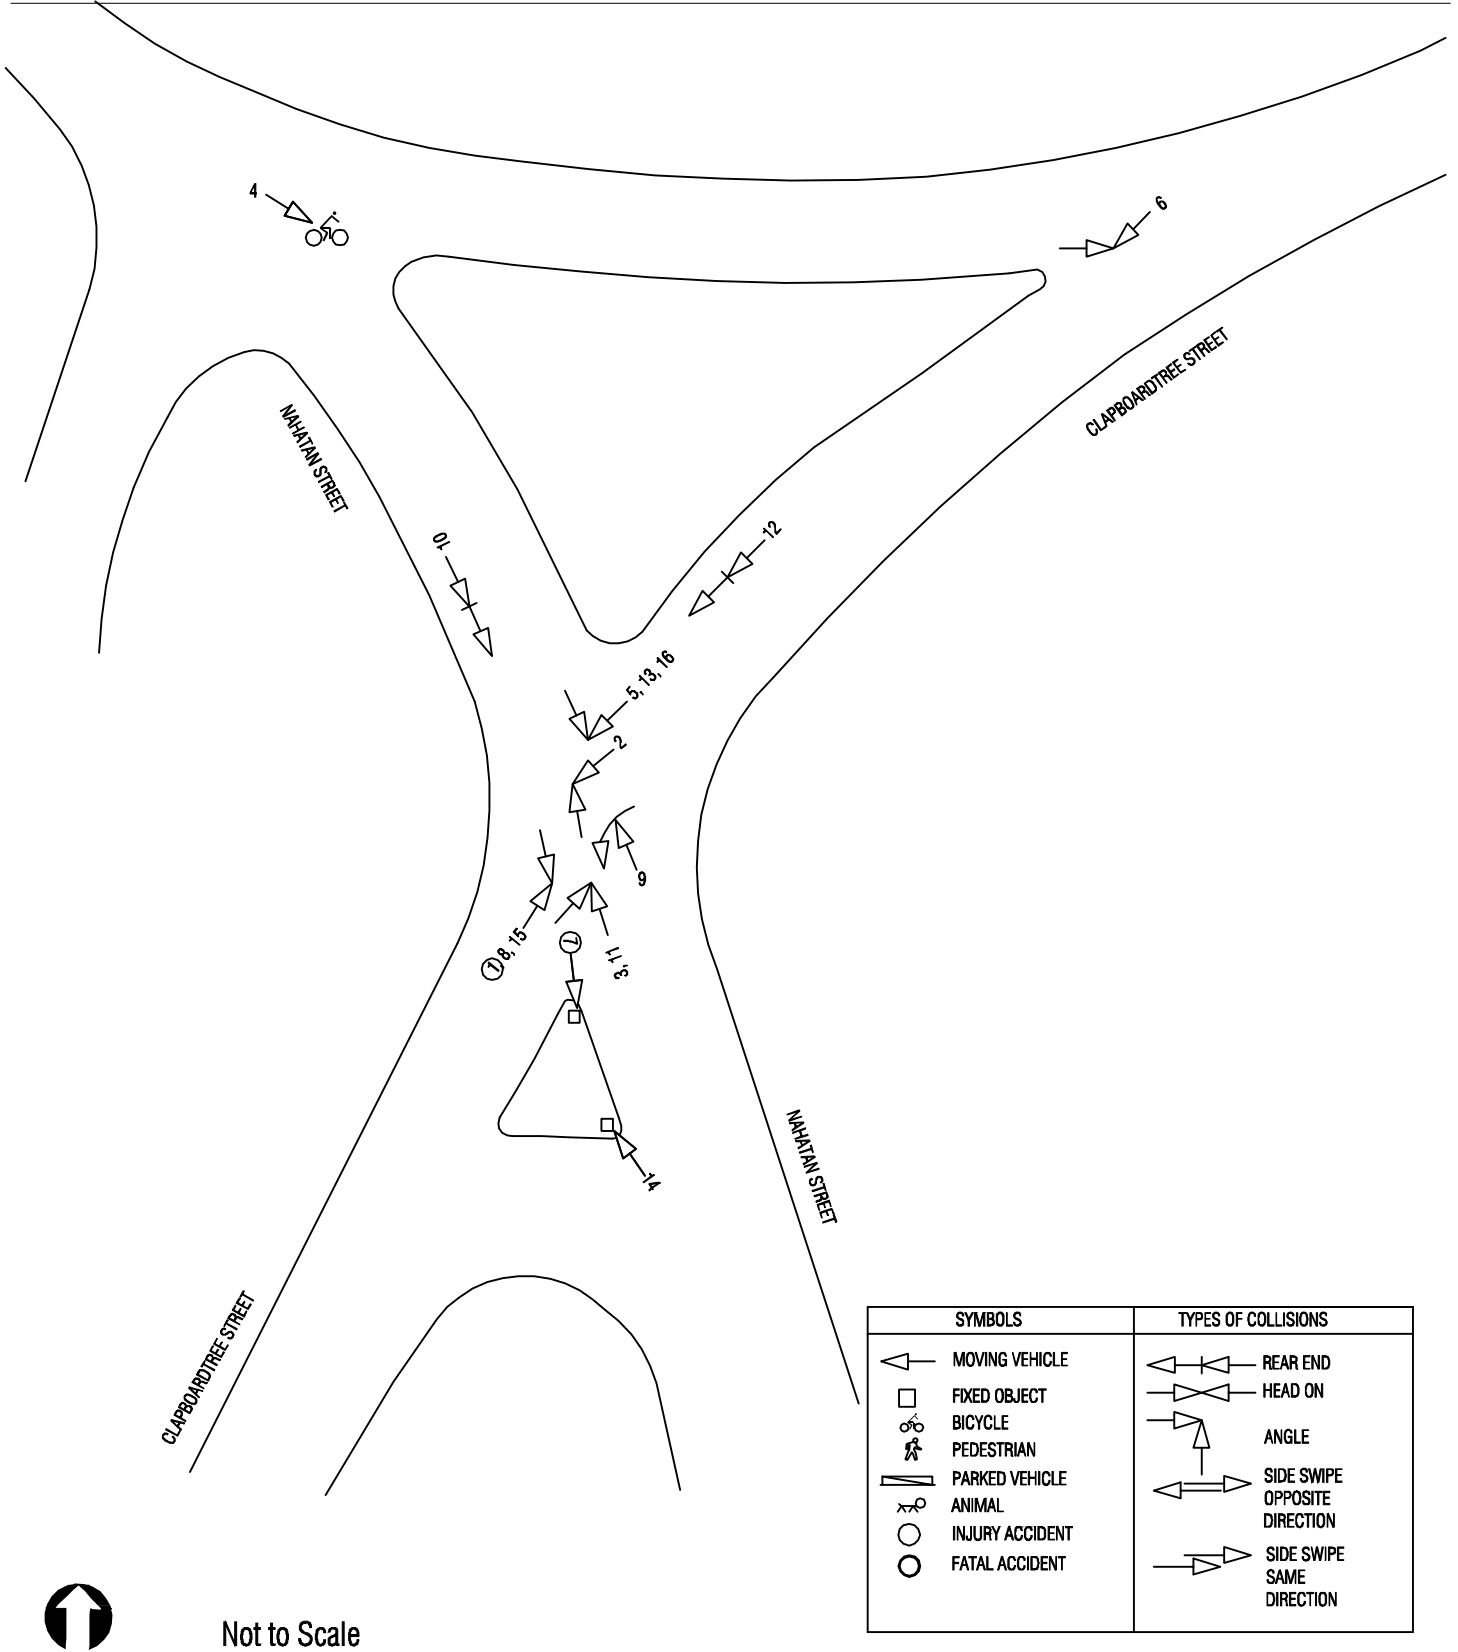 4
6
CLAPBOARDTREE STREET
NAHATAN STREET
10
12
5, 13, 16
2
9
1, 8, 15
7
3, 11
14
NAHATAN STREET
CLAPBOARDTREE STREET
SYMBOLS
MOVING VEHICLE
FIXED OBJECT
BICYCLE
PEDESTRIAN
PARKED VEHICLE
ANIMAL
INJURY ACCIDENT
FATAL ACCIDENT
TYPES OF COLLISIONS
REAR END
HEAD ON
ANGLE
SIDE SWIPE
OPPOSITE
DIRECTION
SIDE SWIPE
SAME
DIRECTION
Not to Scale